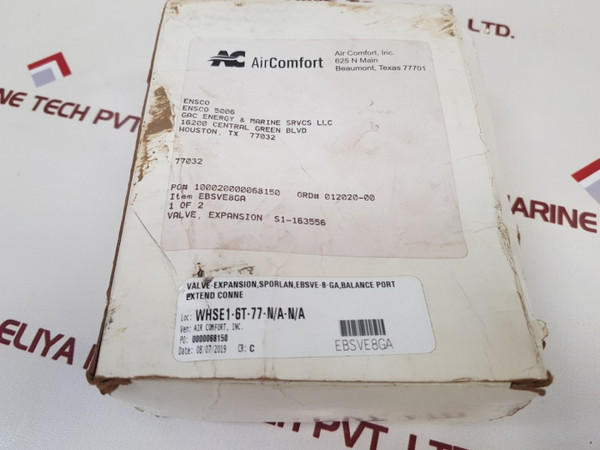 AC AirComfort
Air Comfort, Inc.
625 N Main
Beaumont, Texas 77701
ENSCO
ENSCO 5006
GAC ENERGY & MARINE SRVCS LLC
16200 CENTRAL GREEN BLVD
HOUSTON, TX 77032
77032
PO# 100020000068150 ORD# 012020-00
Item EBSVE8GA
1 OF 2
VALVE, EXPANSION S1-163556
VALVE-EXPANSION,SPORLAN,EBSVE-8-GA,BALANCE PORT
EXTEND CONNE
Loc: WHSE1-6T-77-N/A-N/A
Ven: AIR COMFORT, INC.
PO: 0000068150
Date: 08/07/2019 CR: C
EBSVE8GA
LTD.
INE TECH PVT
MARINE
ELIYA
PVT. LTD